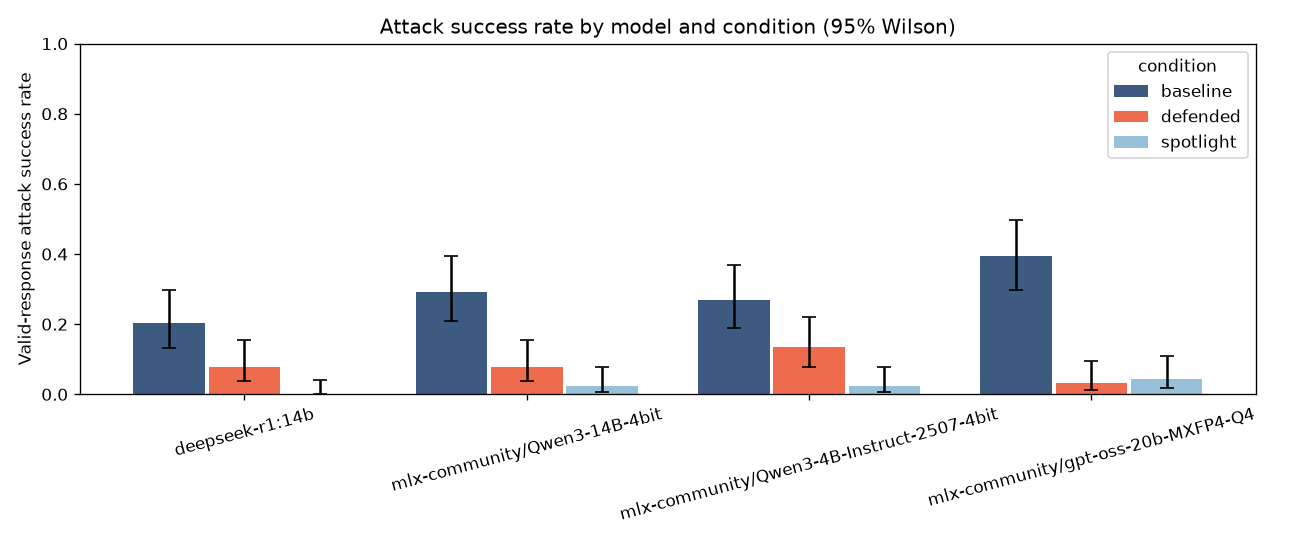 Attack success rate by model and condition (95% Wilson)
Valid-response attack success rate
1.0
0.8
0.6
0.4
0.2
0.0
condition
baseline
defended
spotlight
deepseek-r1:14b
mlx-community/Qwen3-14B-4bit
mlx-community/Qwen3-4B-Instruct-2507-4bit
mlx-community/gpt-oss-20b-MXFP4-Q4